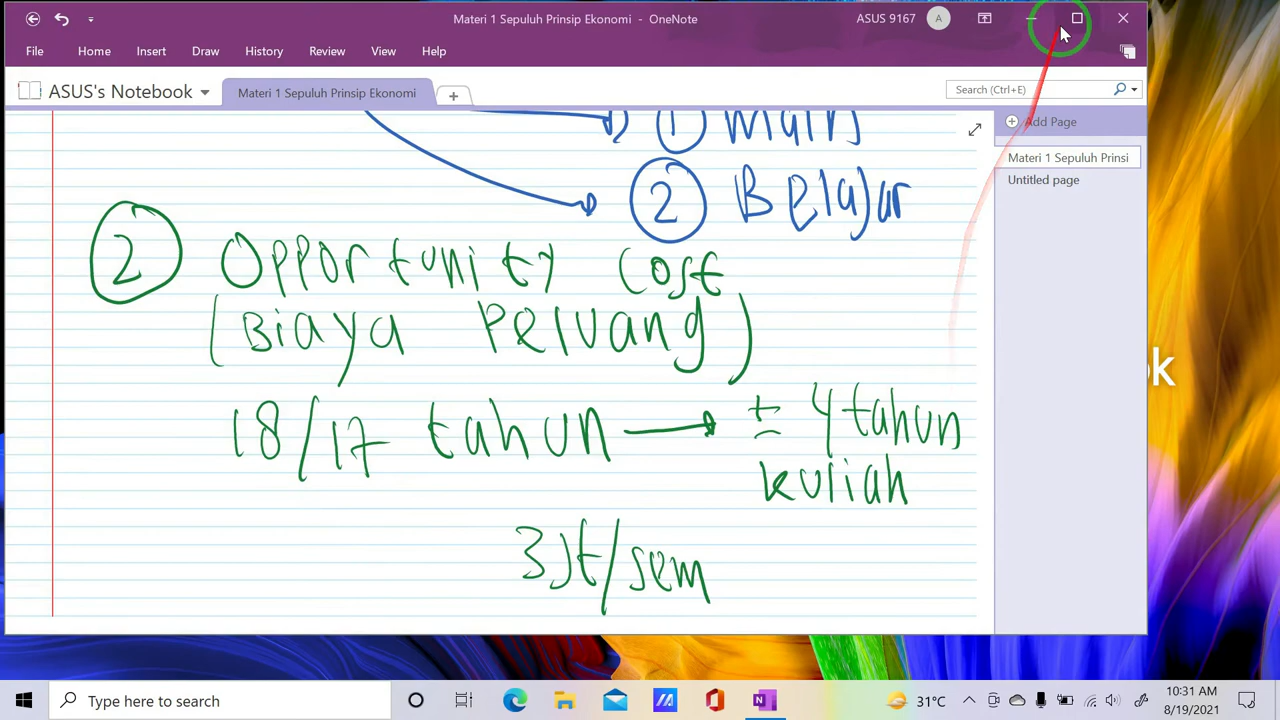 Materi 1 Sepuluh Prinsip Ekonomi - OneNote
ASUS 9167
A
File Home Insert Draw History Review View Help
ASUS's Notebook
Materi 1 Sepuluh Prinsip Ekonomi
Search (Ctrl+E)
Add Page
Materi 1 Sepuluh Prinsi
Untitled page
1
2 Belajar
2 Opportunity Cost
(Biaya Peluang)
18/17 tahun → ± 4 tahun
kuliah
3 jt/sem
ok
Type here to search
31°C
10:31 AM
8/19/2021